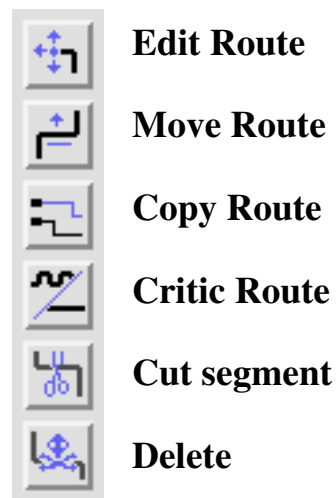 Edit Route
Move Route
Copy Route
Critic Route
Cut segment
Delete